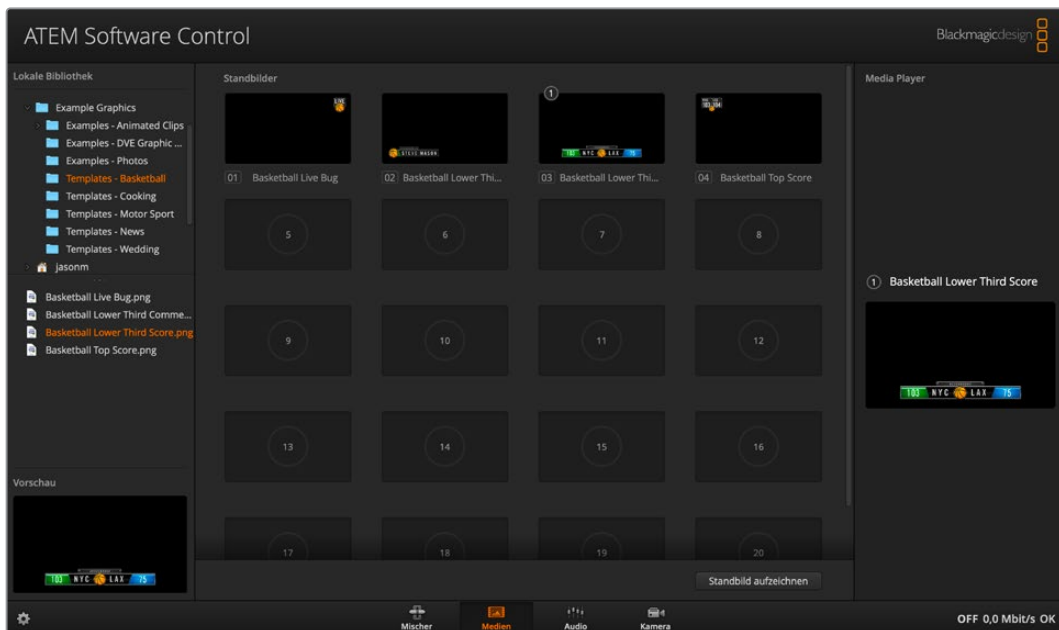 ATEM Software Control
Blackmagicdesign
Lokale Bibliothek
Example Graphics
Examples - Animated Clips
Examples - DVE Graphic ...
Examples - Photos
Templates - Basketball
Templates - Cooking
Templates - Motor Sport
Templates - News
Templates - Wedding
jasonm
Basketball Live Bug.png
Basketball Lower Third Comme...
Basketball Lower Third Score.png
Basketball Top Score.png
Vorschau
103 NYC LAX 75
Standbilder
LIVE
STEVE MASON
1
103 NYC LAX 75
103 104
01 Basketball Live Bug
02 Basketball Lower Thi...
03 Basketball Lower Thi...
04 Basketball Top Score
5
6
7
8
9
10
11
12
13
14
15
16
17
18
19
20
Standbild aufzeichnen
Media Player
1 Basketball Lower Third Score
103 NYC LAX 75
Mischer
Medien
Audio
Kamera
OFF 0,0 Mbit/s OK